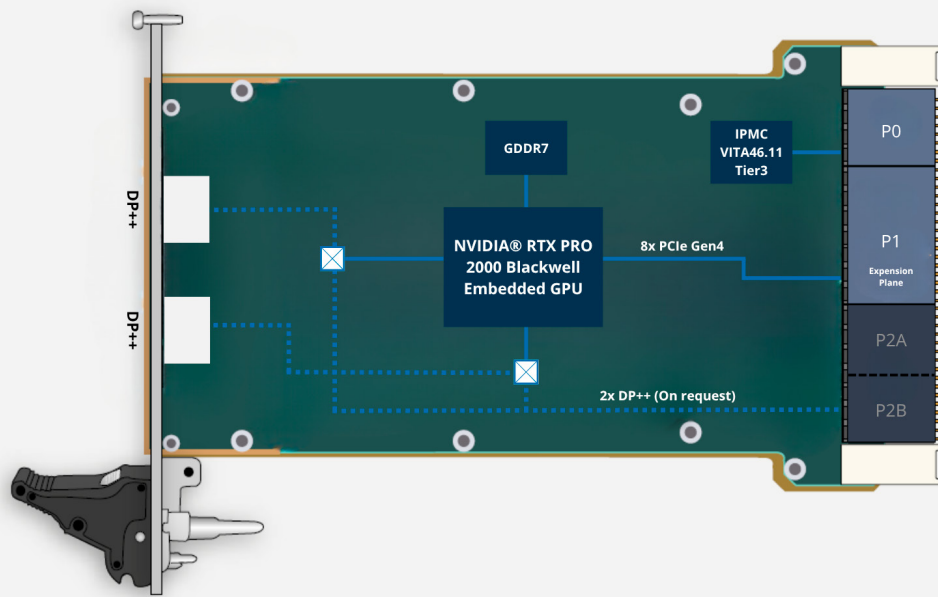 DP++
DP++
GDDR7
IPMC
VITA46.11
Tier3
NVIDIA® RTX PRO
2000 Blackwell
Embedded GPU
8x PCIe Gen4
2x DP++ (On request)
P0
P1
Expansion
Plane
P2A
P2B